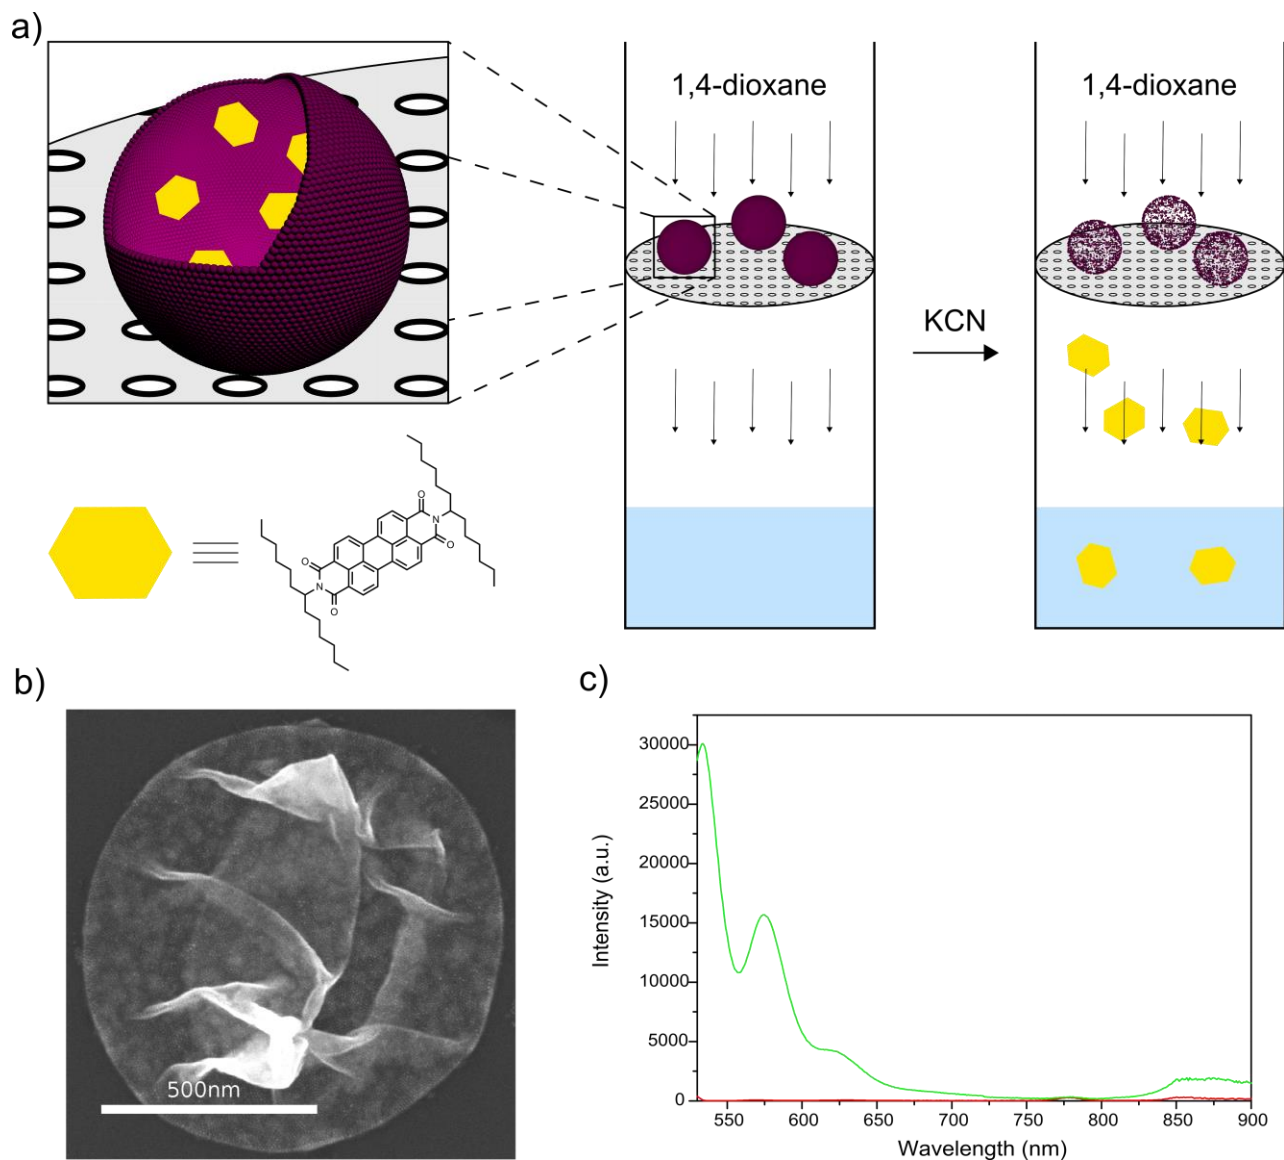 a)
1,4-dioxane
1,4-dioxane
KCN
O
O
N
N
O
O
b)
500nm
c)
30000
25000
20000
15000
10000
5000
0
Intensity (a.u.)
550
600
650
700
750
800
850
900
Wavelength (nm)